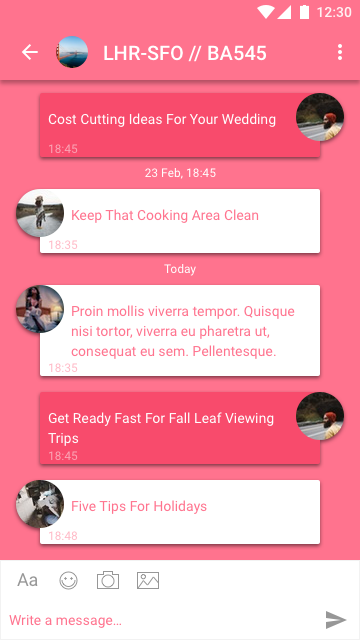 12:30
LHR-SFO // BA545
Cost Cutting Ideas For Your Wedding
18:45
23 Feb, 18:45
Keep That Cooking Area Clean
18:35
Today
Proin mollis viverra tempor. Quisque
nisi tortor, viverra eu pharetra ut,
consequat eu sem. Pellentesque.
18:35
Get Ready Fast For Fall Leaf Viewing
Trips
18:45
Five Tips For Holidays
18:48
Aa
Write a message...